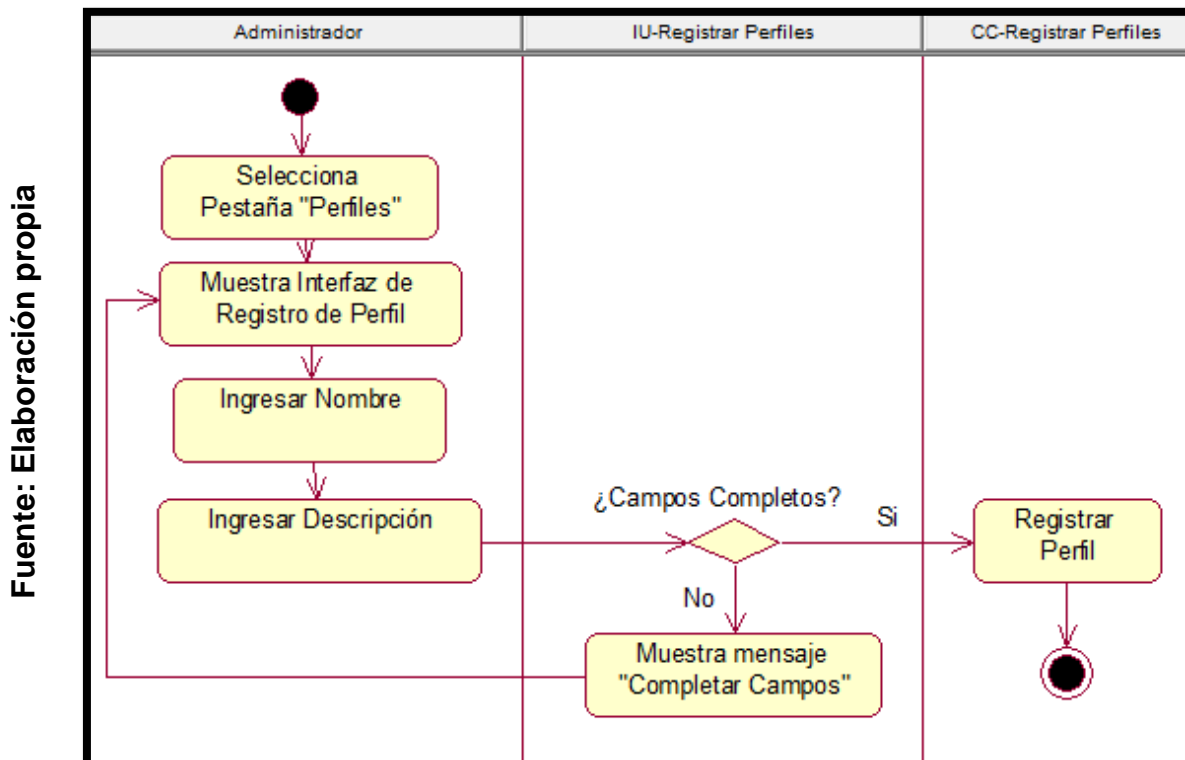 Fuente: Elaboración propia
Administrador
IU-Registrar Perfiles
CC-Registrar Perfiles
Selecciona
Pestaña "Perfiles"
Muestra Interfaz de
Registro de Perfil
Ingresar Nombre
Ingresar Descripción
¿Campos Completos?
Si
No
Registrar
Perfil
Muestra mensaje
"Completar Campos"